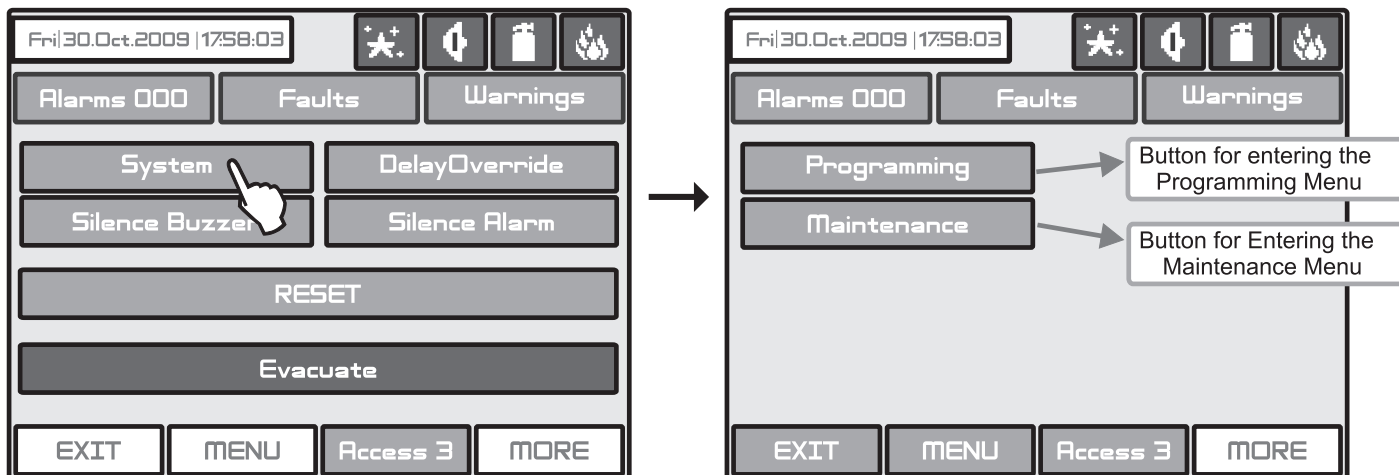 Fri|30.Oct.2009 |17:58:03
Alarms 000 Faults Warnings
System DelayOverride
Silence Buzzer Silence Alarm
RESET
Evacuate
EXIT MENU Access 3 MORE
Fri|30.Oct.2009 |17:58:03
Alarms 000 Faults Warnings
Programming
Maintenance
Button for entering the
Programming Menu
Button for Entering the
Maintenance Menu
EXIT MENU Access 3 MORE